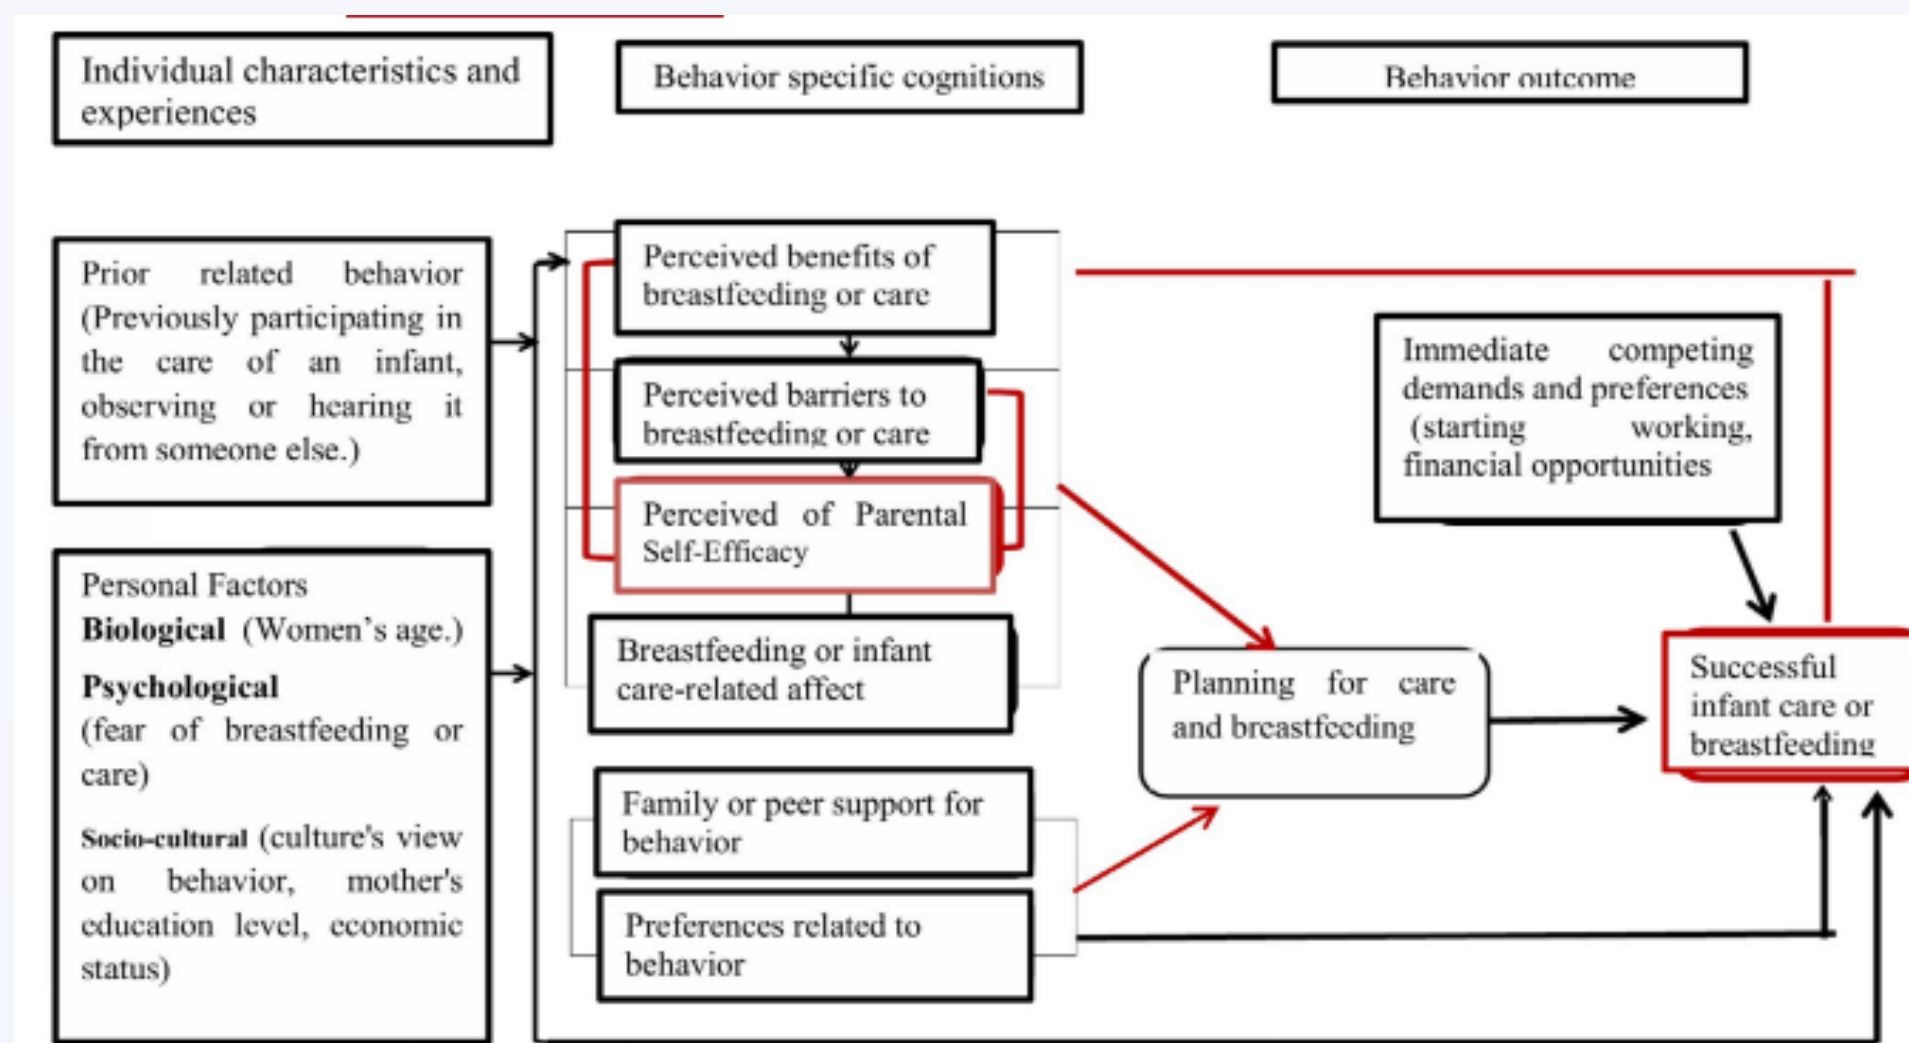 Individual characteristics and
experiences
Behavior specific cognitions
Behavior outcome
Prior related behavior
(Previously participating in
the care of an infant,
observing or hearing it
from someone else.)
Personal Factors
Biological (Women's age.)
Psychological
(fear of breastfeeding or
care)
Socio-cultural (culture's view
on behavior, mother's
education level, economic
status)
Perceived benefits of
breastfeeding or care
Perceived barriers to
breastfeeding or care
Perceived of Parental
Self-Efficacy
Breastfeeding or infant
care-related affect
Family or peer support for
behavior
Preferences related to
behavior
Planning for care
and breastfeeding
Immediate competing
demands and preferences
(starting working,
financial opportunities
Successful
infant care or
breastfeeding